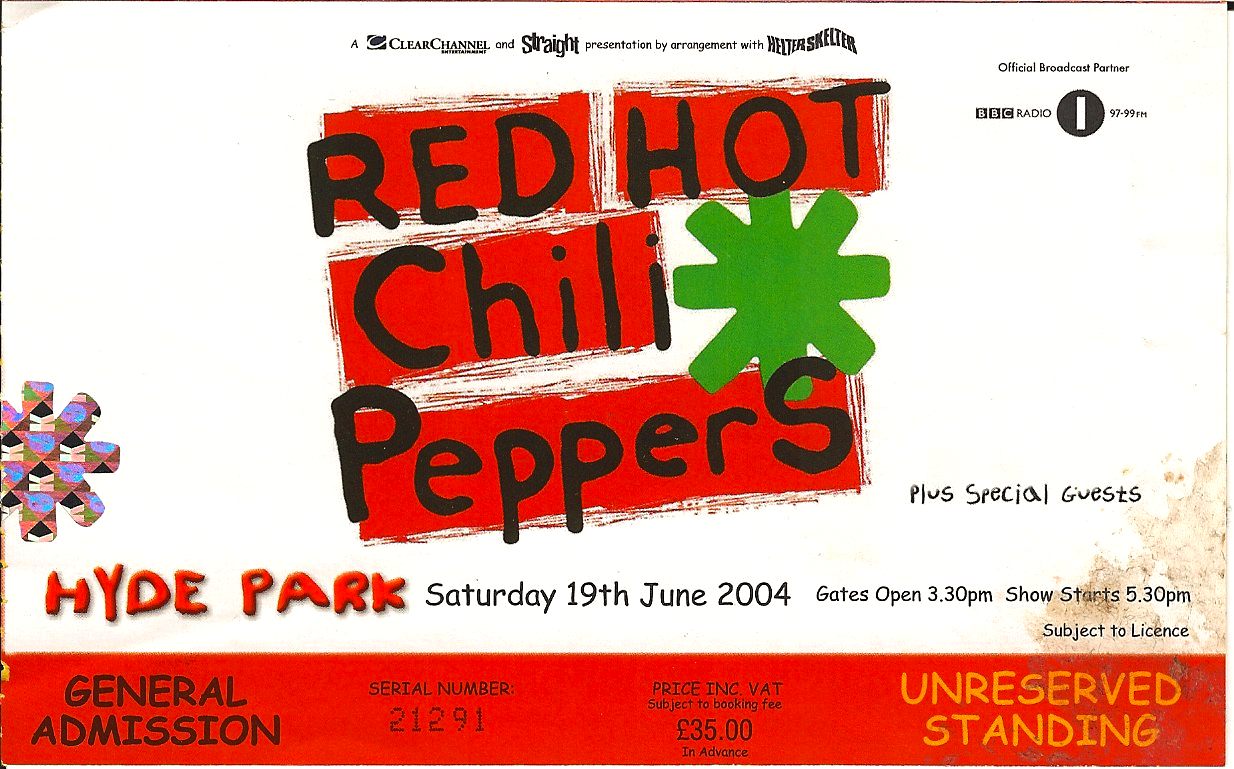 A CLEARCHANNEL ENTERTAINMENT and Straight presentation by arrangement with HELTER SKELTER
Official Broadcast Partner
BBC RADIO 1 97-99 FM
RED HOT
Chili
Peppers
Plus Special Guests
HYDE PARK Saturday 19th June 2004 Gates Open 3.30pm Show Starts 5.30pm
Subject to Licence
GENERAL
ADMISSION
SERIAL NUMBER:
21291
PRICE INC. VAT
Subject to booking fee
£35.00
In Advance
UNRESERVED
STANDING